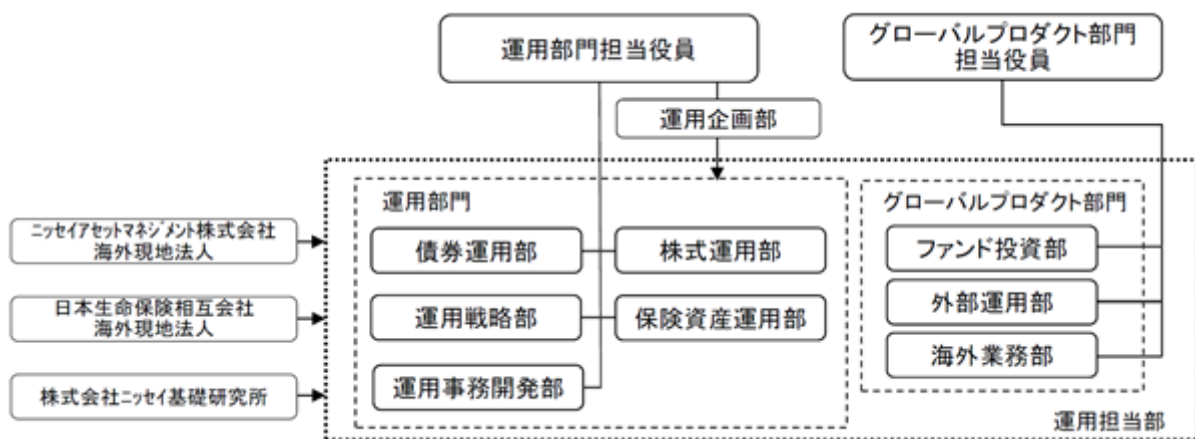 運用部門担当役員
グローバルプロダクト部門
担当役員
運用企画部
運用部門
グローバルプロダクト部門
ニッセイアセットマネジメント株式会社
海外現地法人
債券運用部
株式運用部
ファンド投資部
日本生命保険相互会社
海外現地法人
運用戦略部
保険資産運用部
外部運用部
海外業務部
株式会社ニッセイ基礎研究所
運用事務開発部
運用担当部